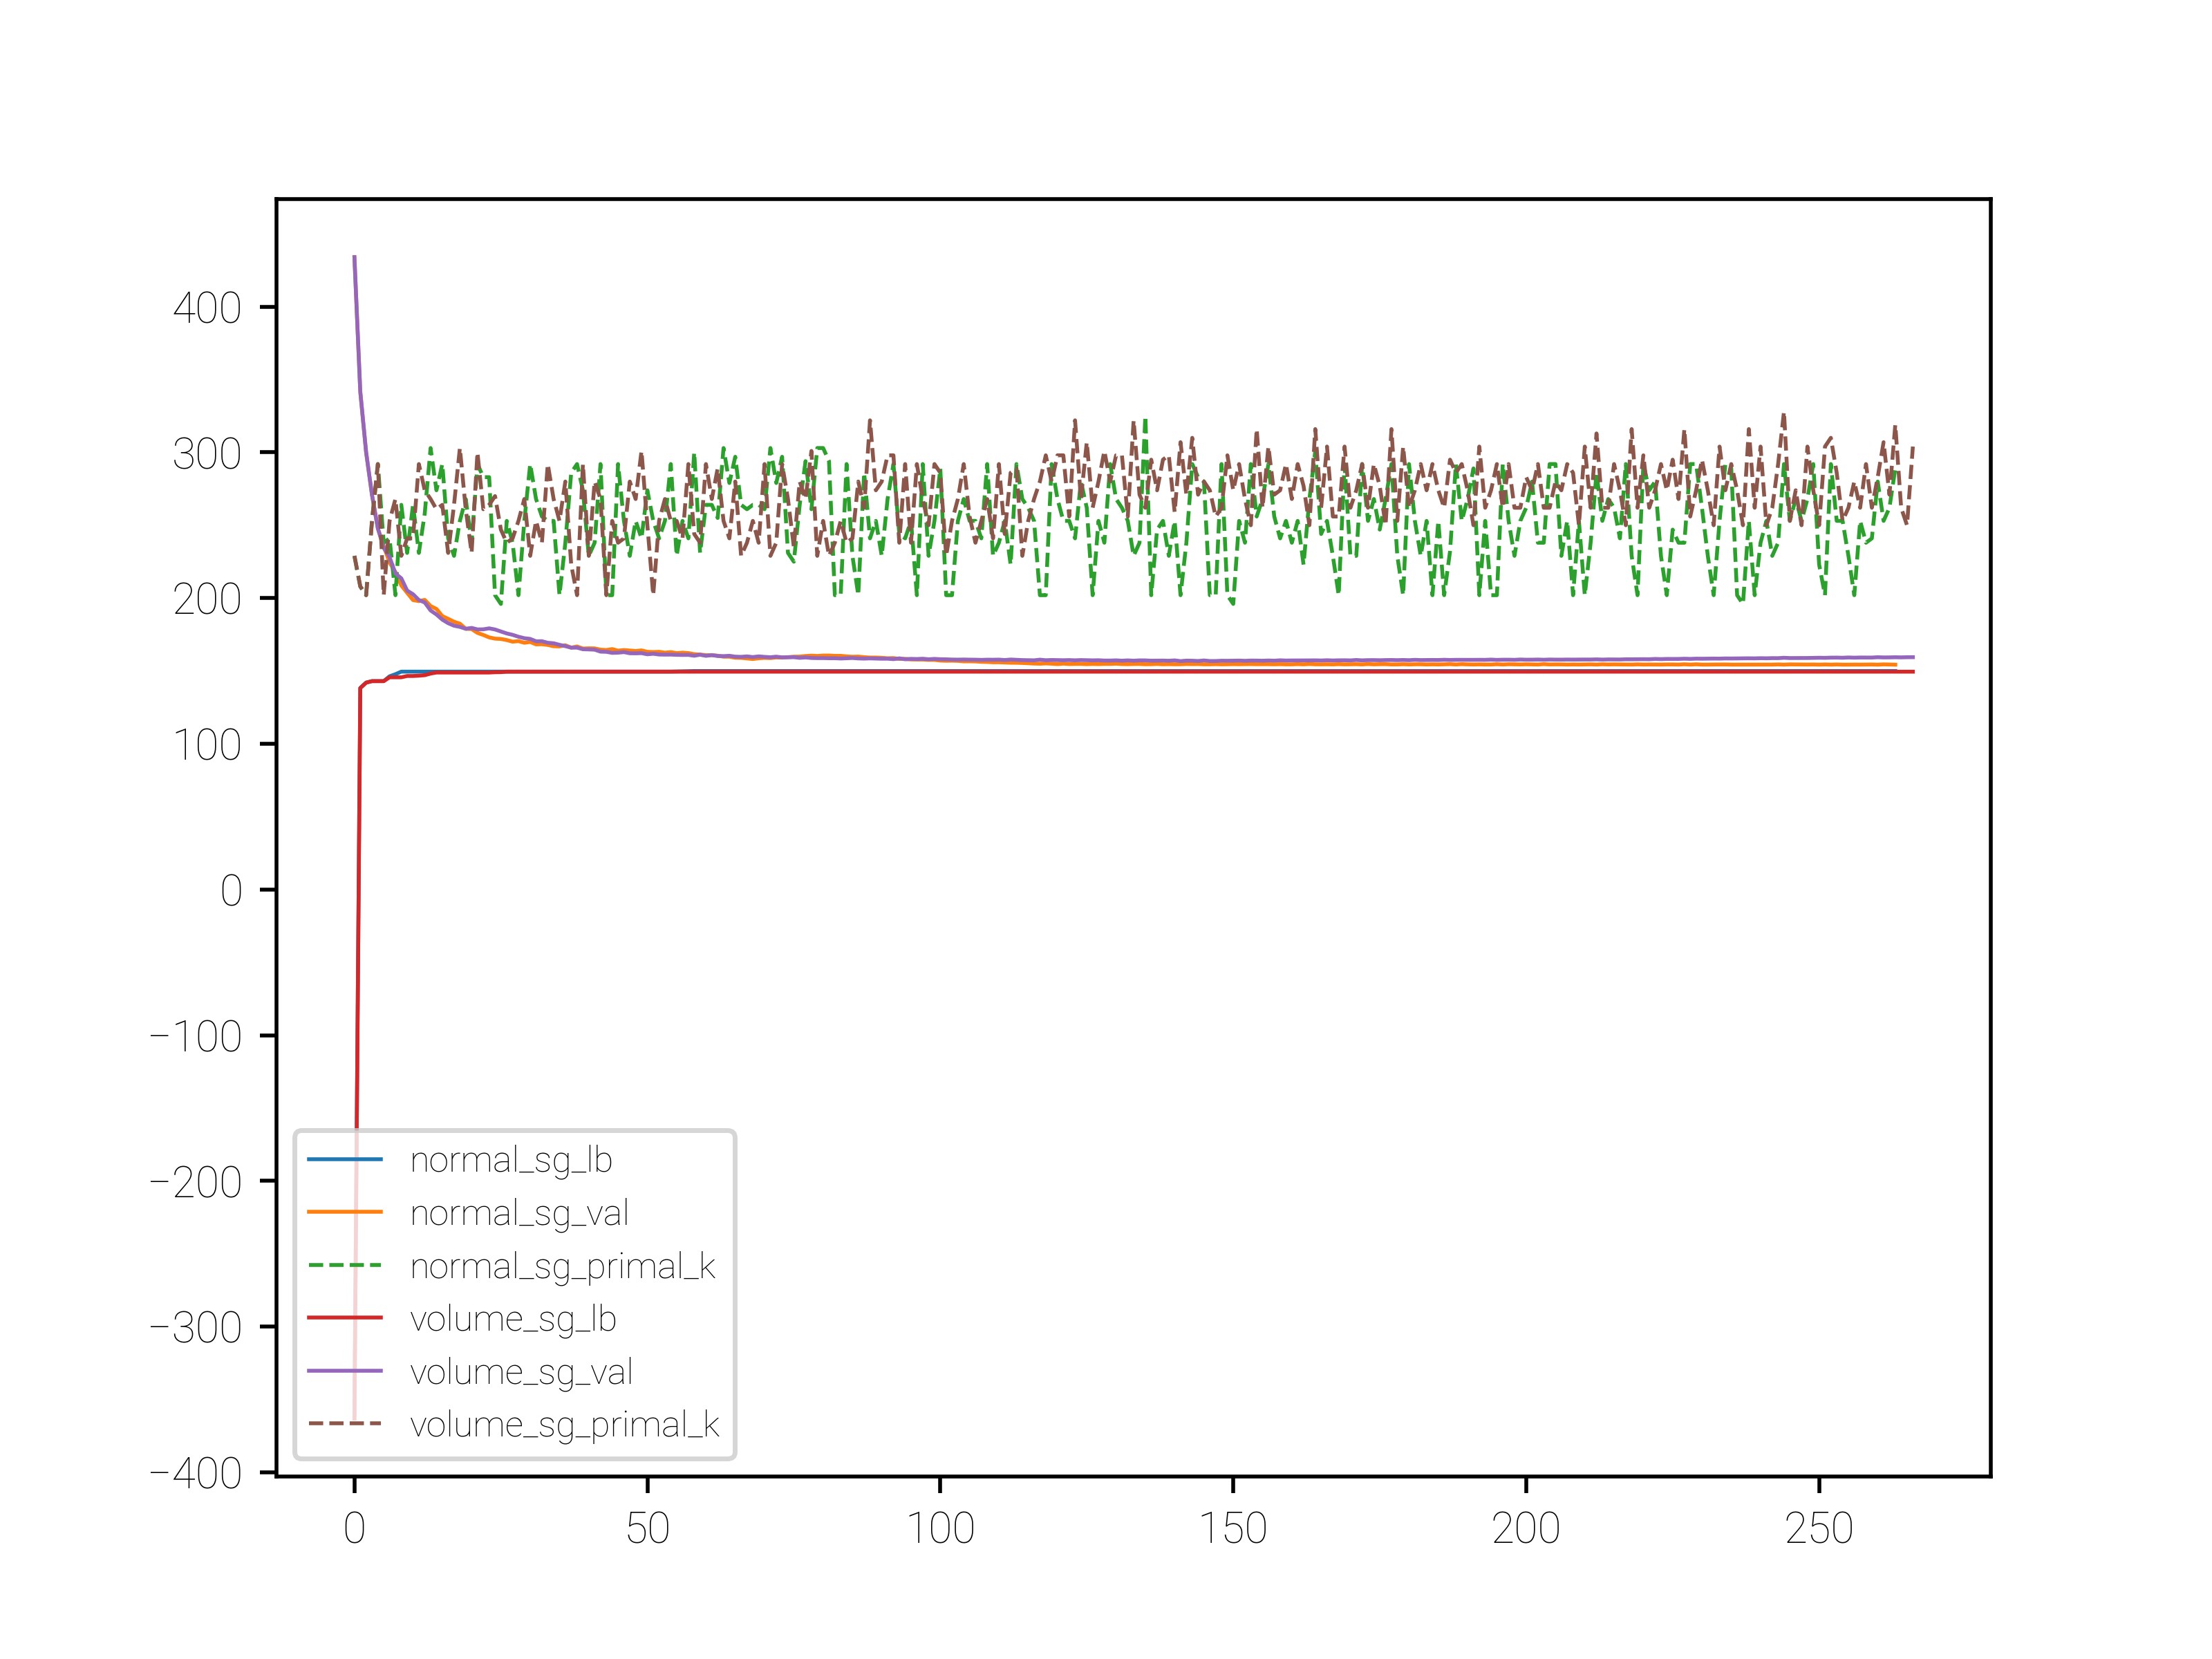 400
300
200
100
0
−100
−200
−300
−400
normal_sg_lb
normal_sg_val
normal_sg_primal_k
volume_sg_lb
volume_sg_val
volume_sg_primal_k
0 50 100 150 200 250